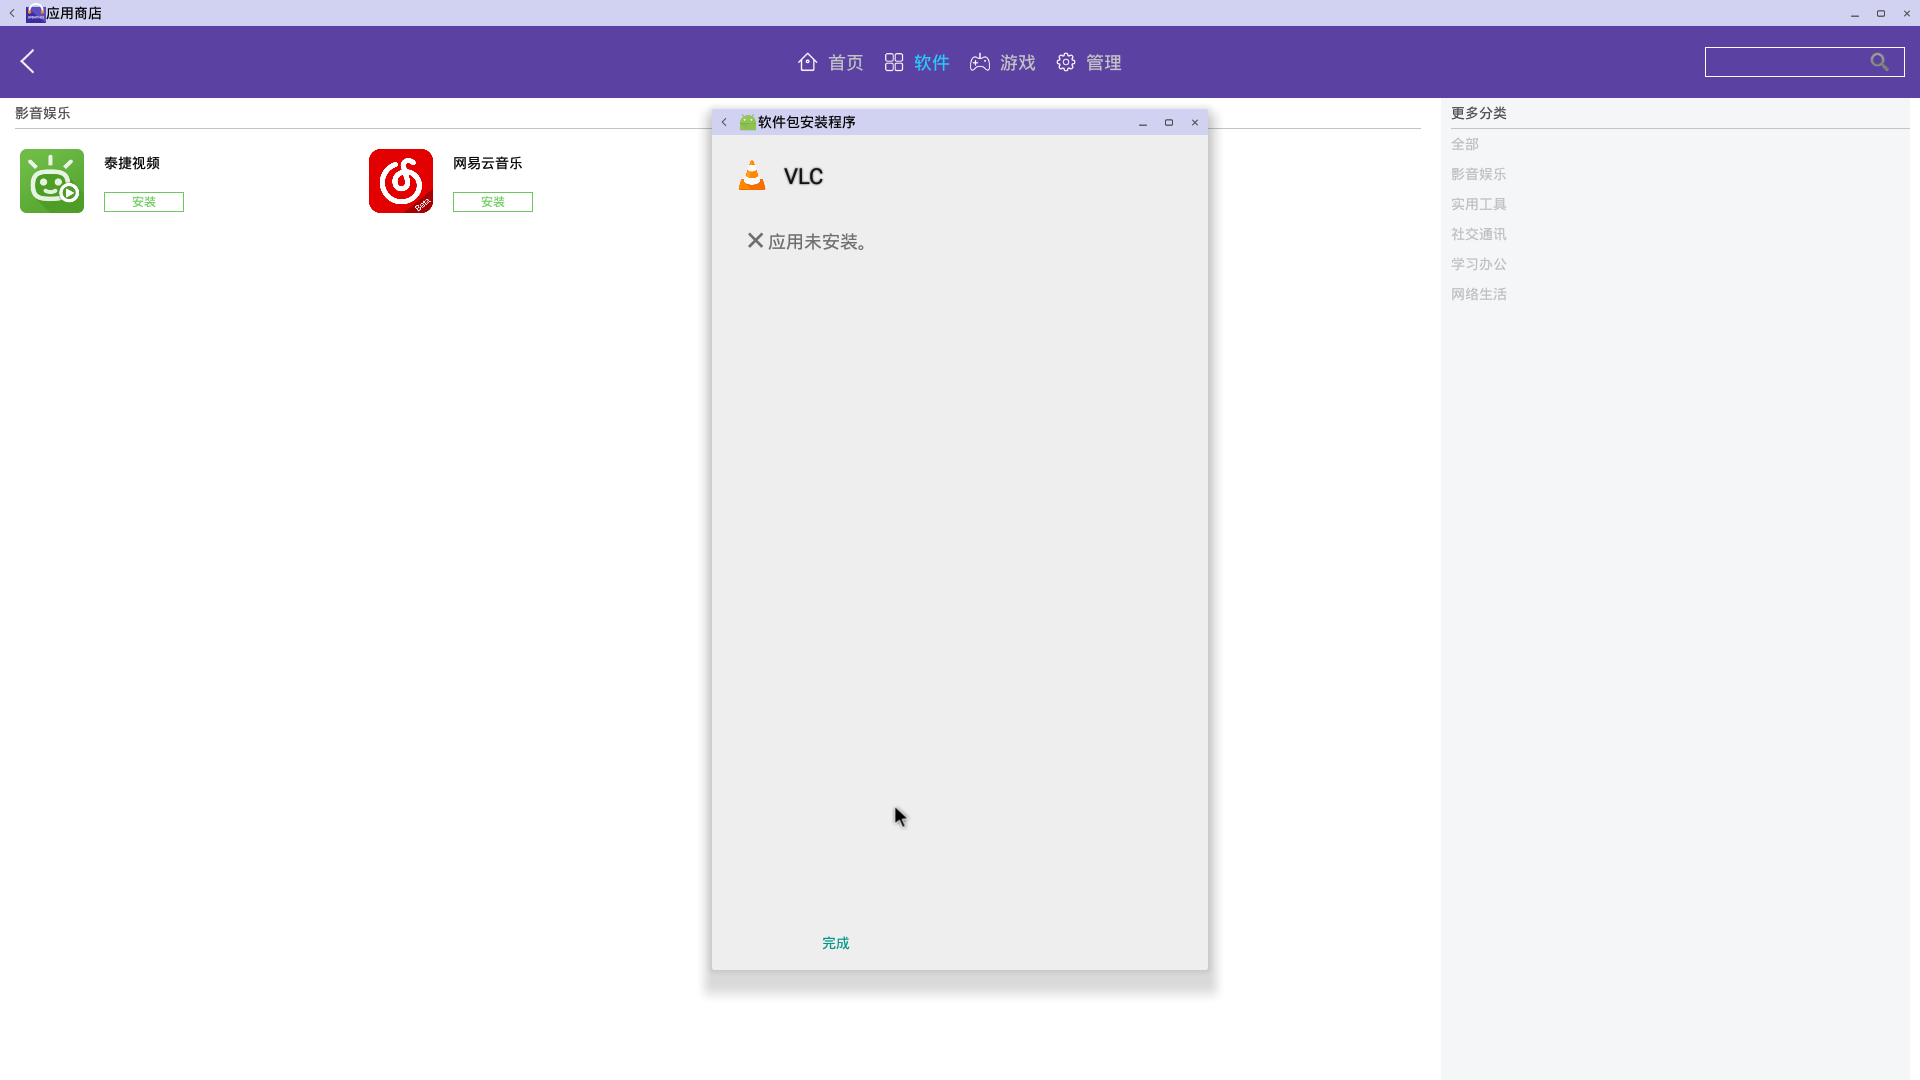 应用商店
首页 软件 游戏 管理
影音娱乐
泰捷视频
安装
网易云音乐
安装
Beta
软件包安装程序
VLC
应用未安装。
完成
更多分类
全部
影音娱乐
实用工具
社交通讯
学习办公
网络生活